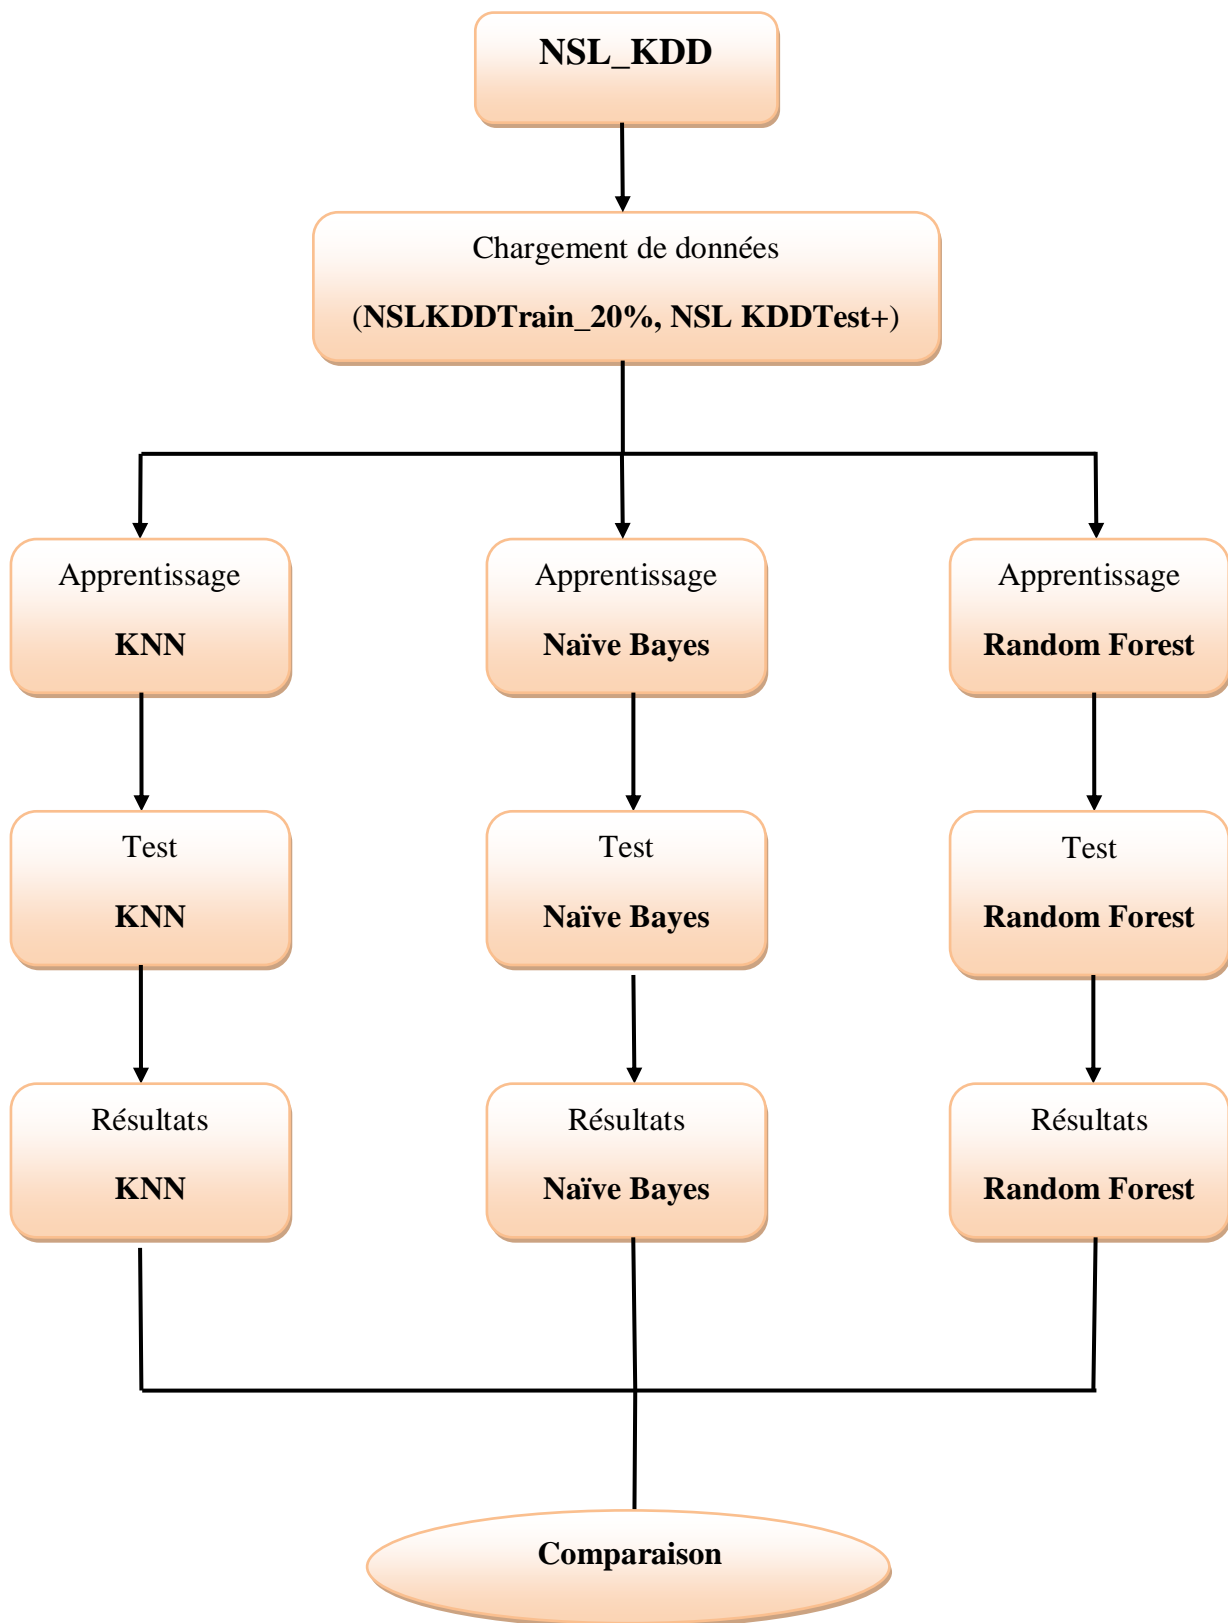 NSL_KDD
Chargement de données
(NSLKDDTrain_20%, NSL KDDTest+)
Apprentissage
KNN
Apprentissage
Naïve Bayes
Apprentissage
Random Forest
Test
KNN
Test
Naïve Bayes
Test
Random Forest
Résultats
KNN
Résultats
Naïve Bayes
Résultats
Random Forest
Comparaison